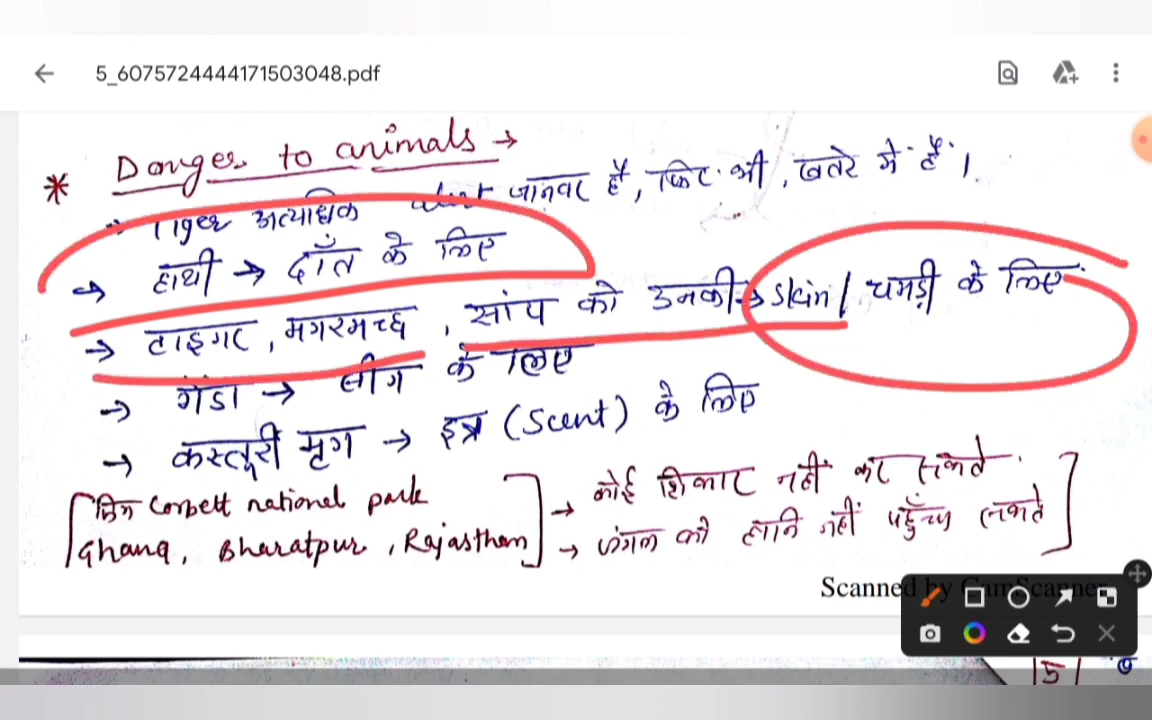 5_6075724444171503048.pdf
* Danger to animals →
→ Tiger अत्याधिक alert जानवर है, फिर भी, खतरे में है।
→ हाथी → दाँत के लिए
→ टाइगर, मगरमच्छ, सांप को उनकी → skin / चमड़ी के लिए
→ गेंडा → सींग के लिए
→ कस्तूरी मृग → इत्र (Scent) के लिए
[जिम Corbett national park → कोई शिकार नहीं कर सकते
Ghana, Bharatpur, Rajasthan] → जंगल को हानि नहीं पहुँचा सकते]
Scanned by CamScanner